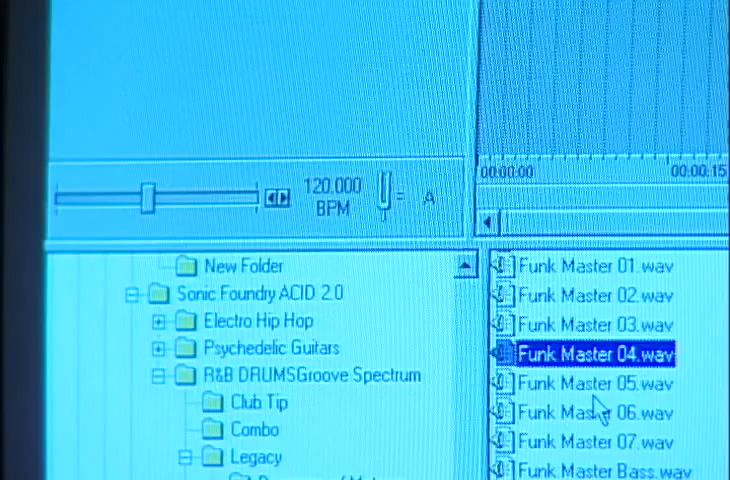 120.000
BPM
= A
00:00:00
00:00:15
New Folder
Sonic Foundry ACID 2.0
Electro Hip Hop
Psychedelic Guitars
R&B DRUMSGroove Spectrum
Club Tip
Combo
Legacy
Funk Master 01.wav
Funk Master 02.wav
Funk Master 03.wav
Funk Master 04.wav
Funk Master 05.wav
Funk Master 06.wav
Funk Master 07.wav
Funk Master Bass.wav